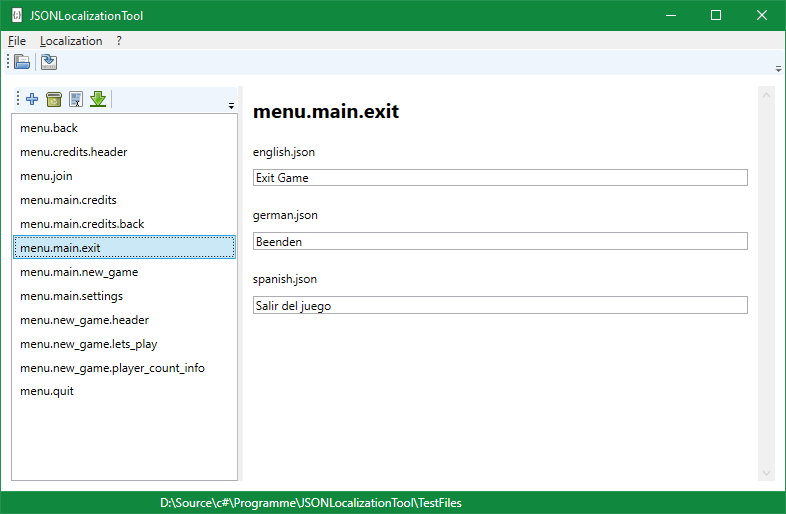 JSONLocalizationTool
File Localization ?
menu.back
menu.credits.header
menu.join
menu.main.credits
menu.main.credits.back
menu.main.exit
menu.main.new_game
menu.main.settings
menu.new_game.header
menu.new_game.lets_play
menu.new_game.player_count_info
menu.quit
menu.main.exit
english.json
Exit Game
german.json
Beenden
spanish.json
Salir del juego
D:\Source\c#\Programme\JSONLocalizationTool\TestFiles